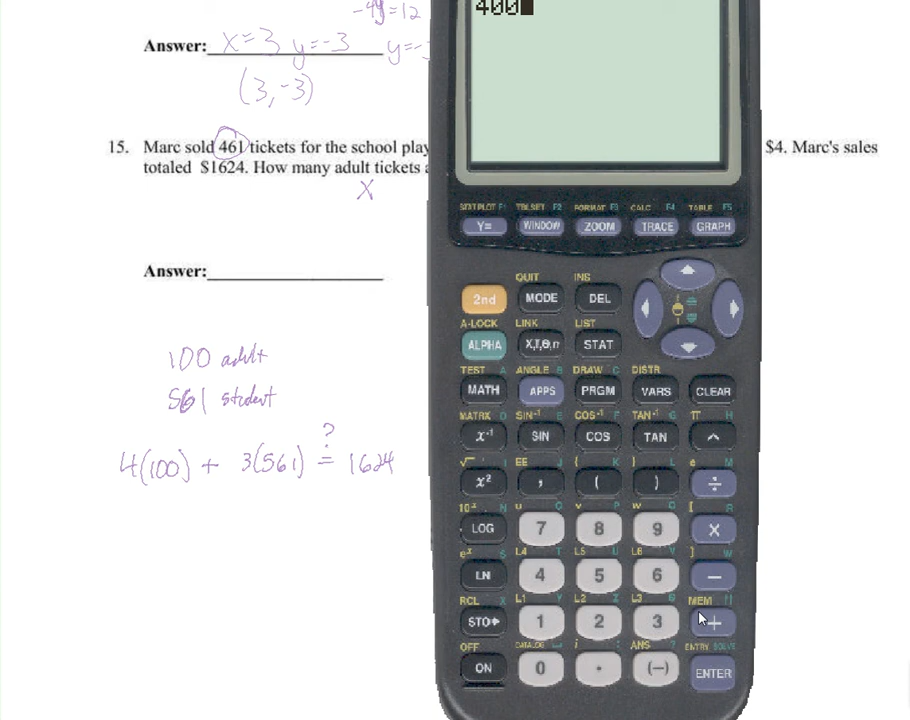 -4y=12
400
Answer: x=3 y=-3 y=-
(3,-3)
15. Marc sold 461 tickets for the school play $4. Marc's sales
totaled $1624. How many adult tickets
x
Answer:
100 adult
561 student
4(100) + 3(561) ?= 1624
STAT PLOT F1 TBLSET F2 FORMAT F3 CALC F4 TABLE F5
Y= WINDOW ZOOM TRACE GRAPH
QUIT INS
2nd MODE DEL
A-LOCK LINK LIST
ALPHA X,T,θ,n STAT
TEST A ANGLE B DRAW C DISTR
MATH APPS PRGM VARS CLEAR
MATRX D SIN-1 E COS-1 F TAN-1 G π H
x-1 SIN COS TAN ^
√ I EE J { K } L e M
x² , ( ) ÷
10ˣ N u O v P w Q [ R
LOG 7 8 9 ×
eˣ S L4 T L5 U L6 V ] W
LN 4 5 6 −
RCL X L1 Y L2 Z L3 θ MEM "
STO▸ 1 2 3 +
OFF CATALOG i : ANS ? ENTRY SOLVE
ON 0 . (−) ENTER